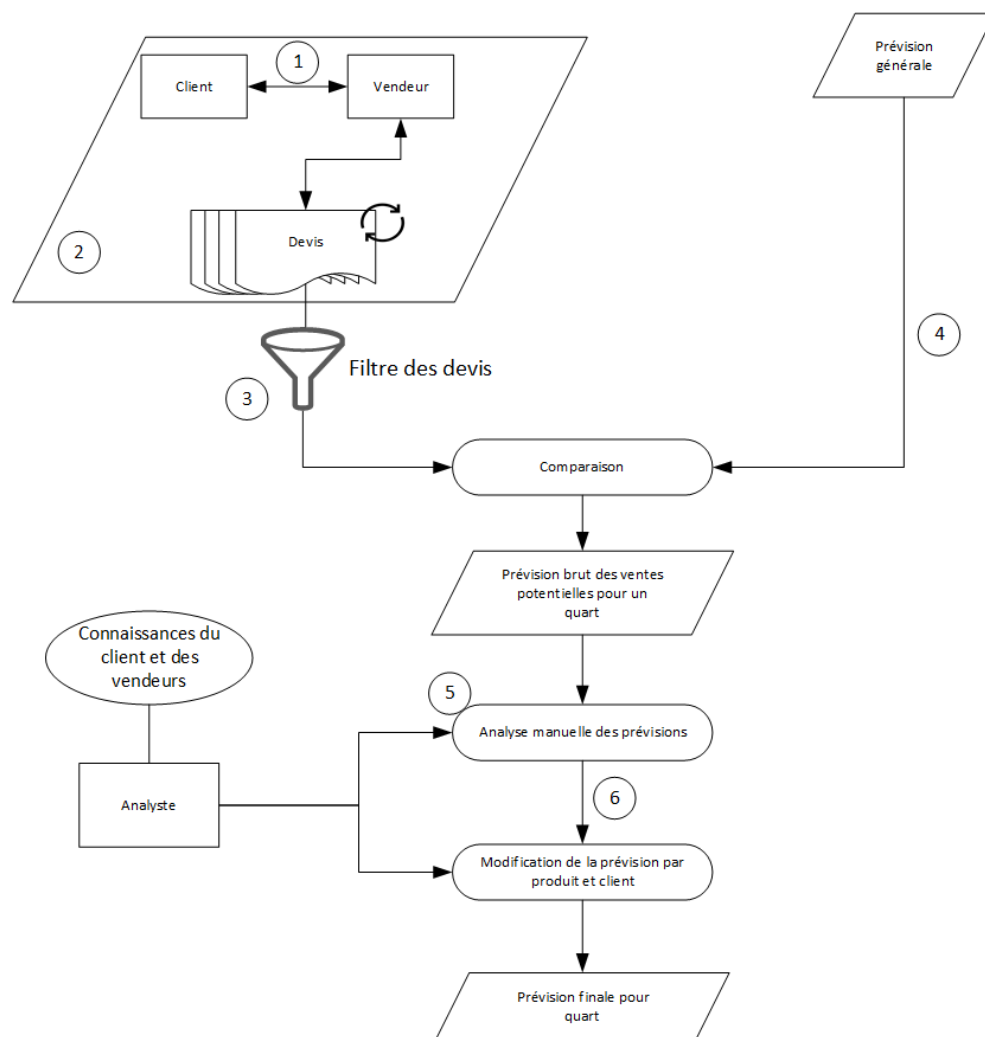 1
Client
Vendeur
Prévision
générale
2
Devis
3
Filtre des devis
4
Comparaison
Prévision brut des ventes
potentielles pour un
quart
Connaissances du
client et des
vendeurs
5
Analyse manuelle des prévisions
Analyste
6
Modification de la prévision par
produit et client
Prévision finale pour
quart